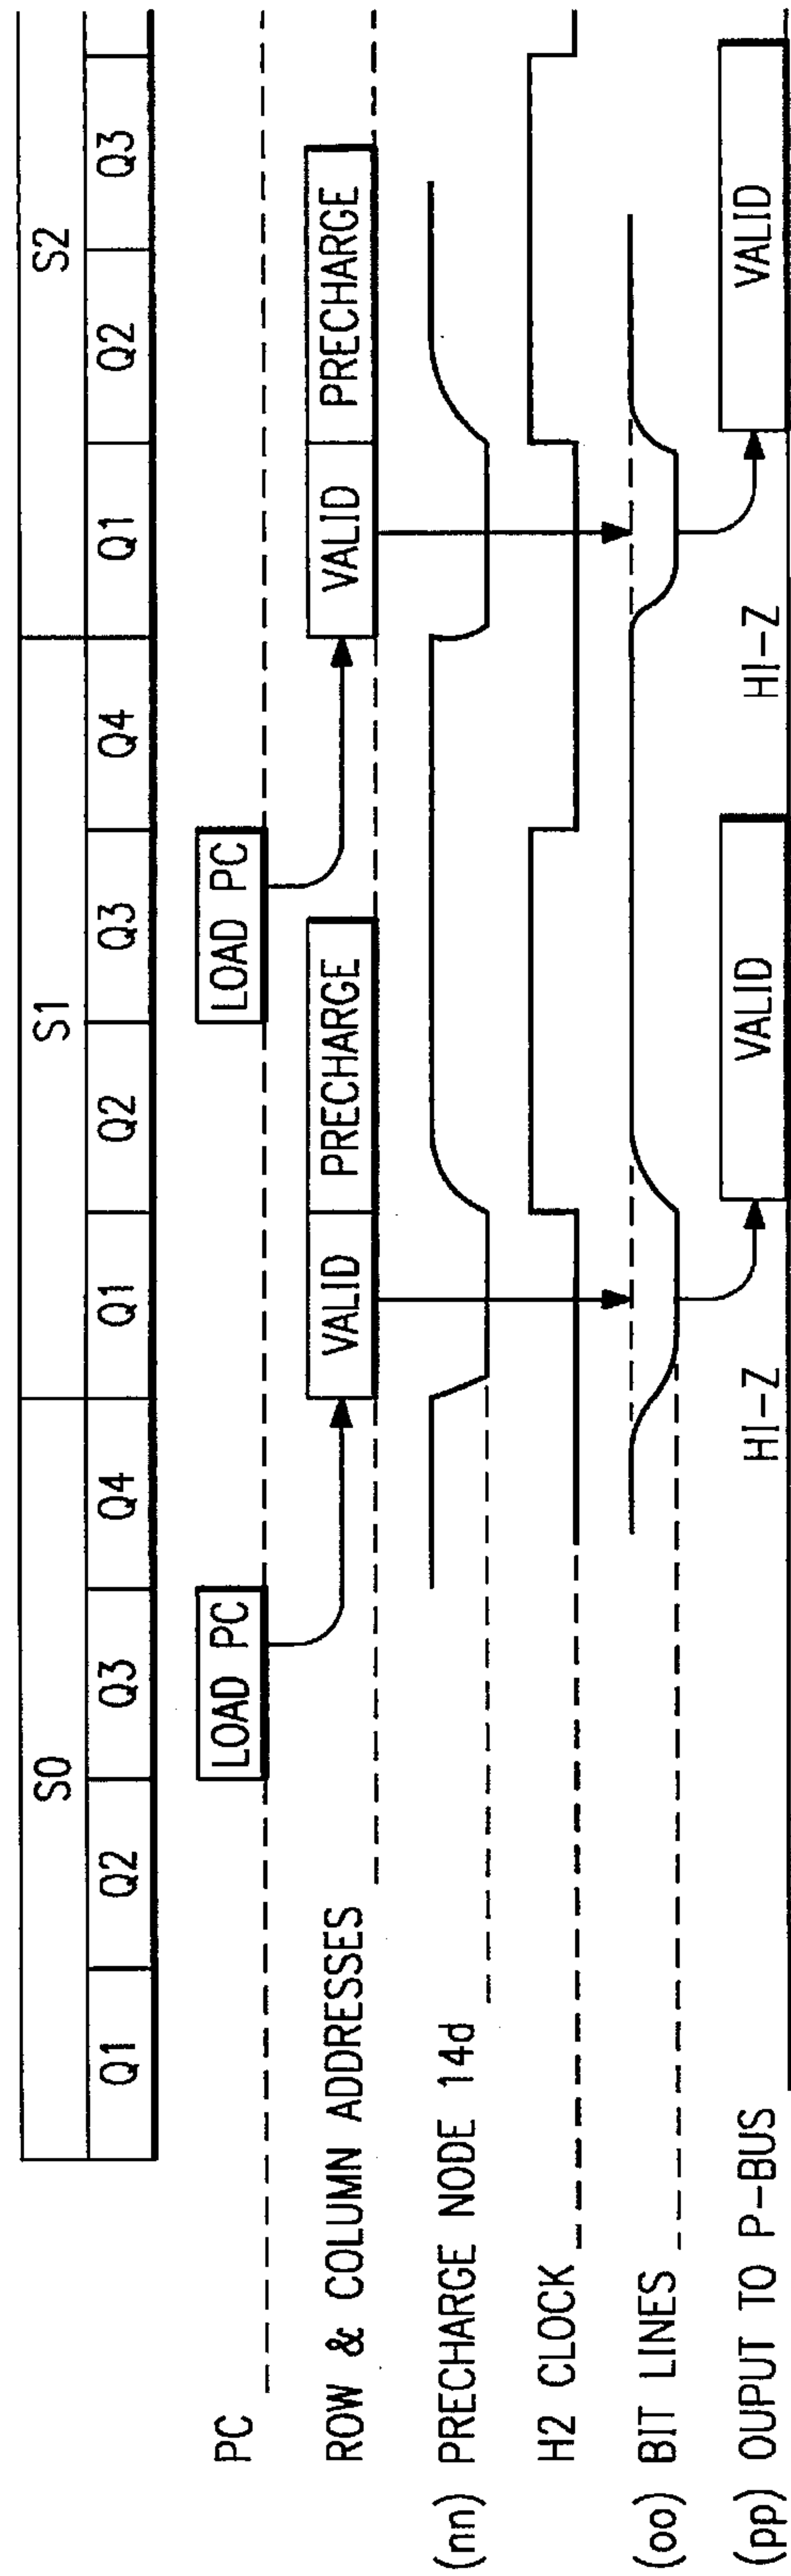 S0 S1 S2
Q1 Q2 Q3 Q4 Q1 Q2 Q3 Q4 Q1 Q2 Q3
PC LOAD PC LOAD PC
ROW & COLUMN ADDRESSES VALID PRECHARGE VALID PRECHARGE
(nn) PRECHARGE NODE 14d
H2 CLOCK
(oo) BIT LINES
(pp) OUPUT TO P-BUS HI-Z VALID HI-Z VALID